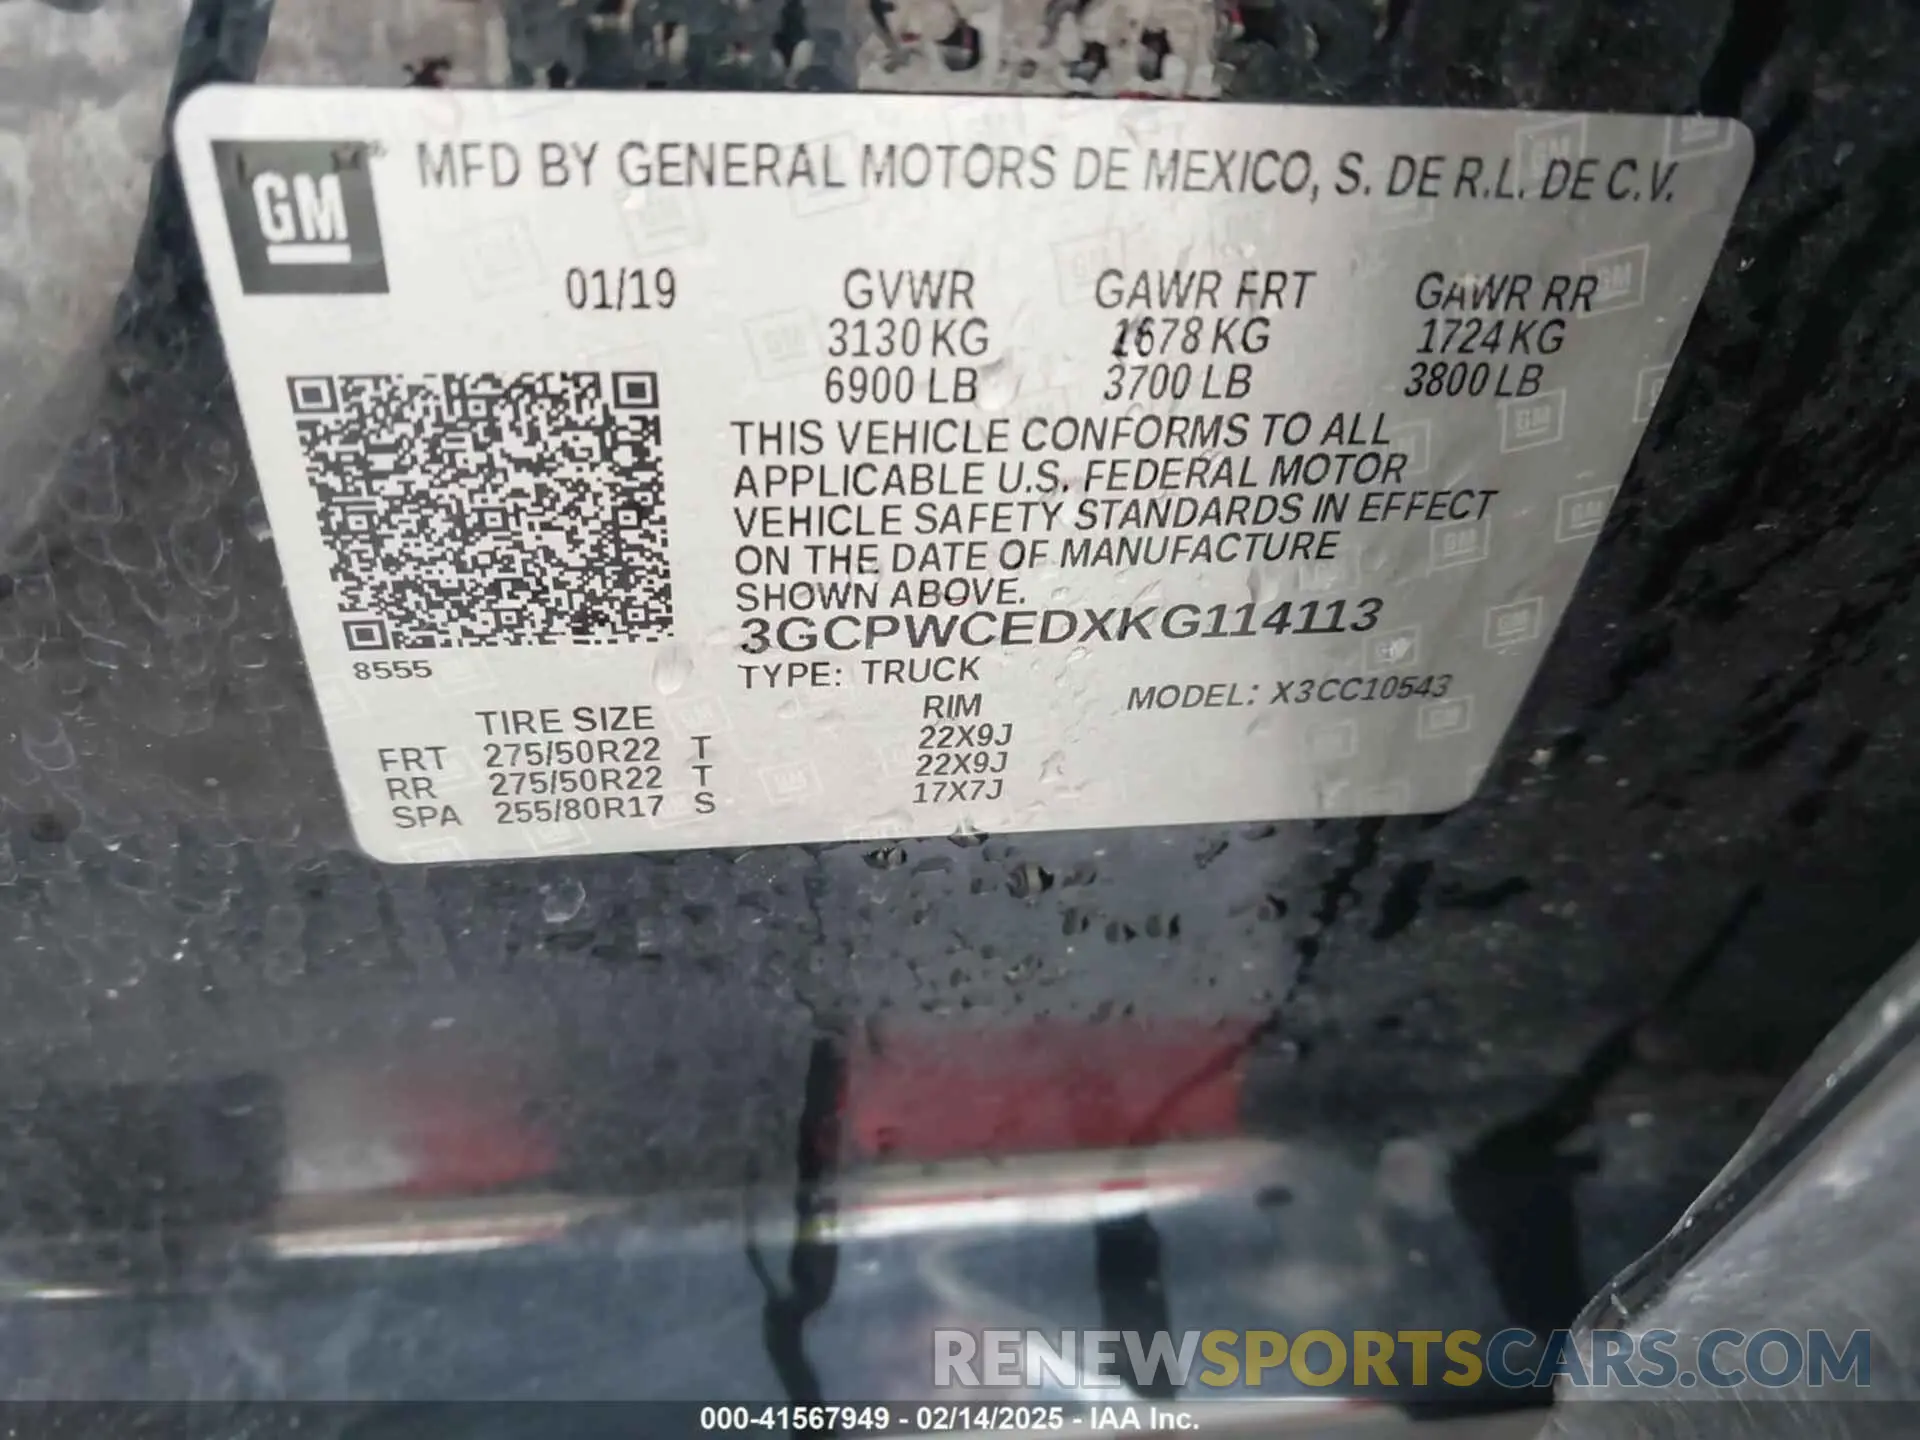 GM
MFD BY GENERAL MOTORS DE MEXICO, S. DE R.L. DE C.V.
01/19 GVWR GAWR FRT GAWR RR
3130 KG 1678 KG 1724 KG
6900 LB 3700 LB 3800 LB
THIS VEHICLE CONFORMS TO ALL
APPLICABLE U.S. FEDERAL MOTOR
VEHICLE SAFETY STANDARDS IN EFFECT
ON THE DATE OF MANUFACTURE
SHOWN ABOVE.
3GCPWCEDXKG114113
8555
TYPE: TRUCK
MODEL: X3CC10543
TIRE SIZE RIM
FRT 275/50R22 T 22X9J
RR 275/50R22 T 22X9J
SPA 255/80R17 S 17X7J
RENEWSPORTSCARS.COM
000-41567949 - 02/14/2025 - IAA Inc.